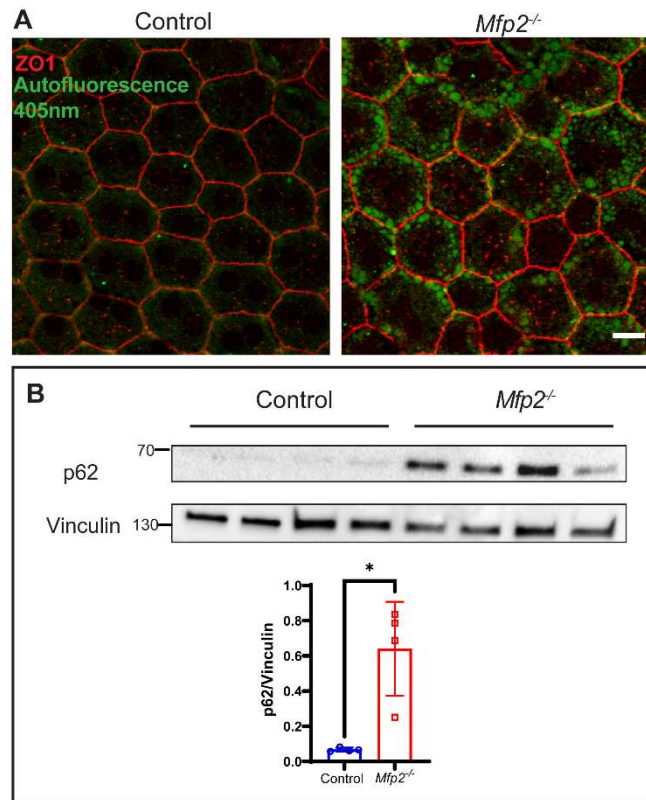 A
Control
Mfp2-/-
ZO1
Autofluorescence
405nm
B
Control
Mfp2-/-
70
p62
Vinculin
130
*
p62/Vinculin
1.0
0.8
0.6
0.4
0.2
0.0
Control
Mfp2-/-